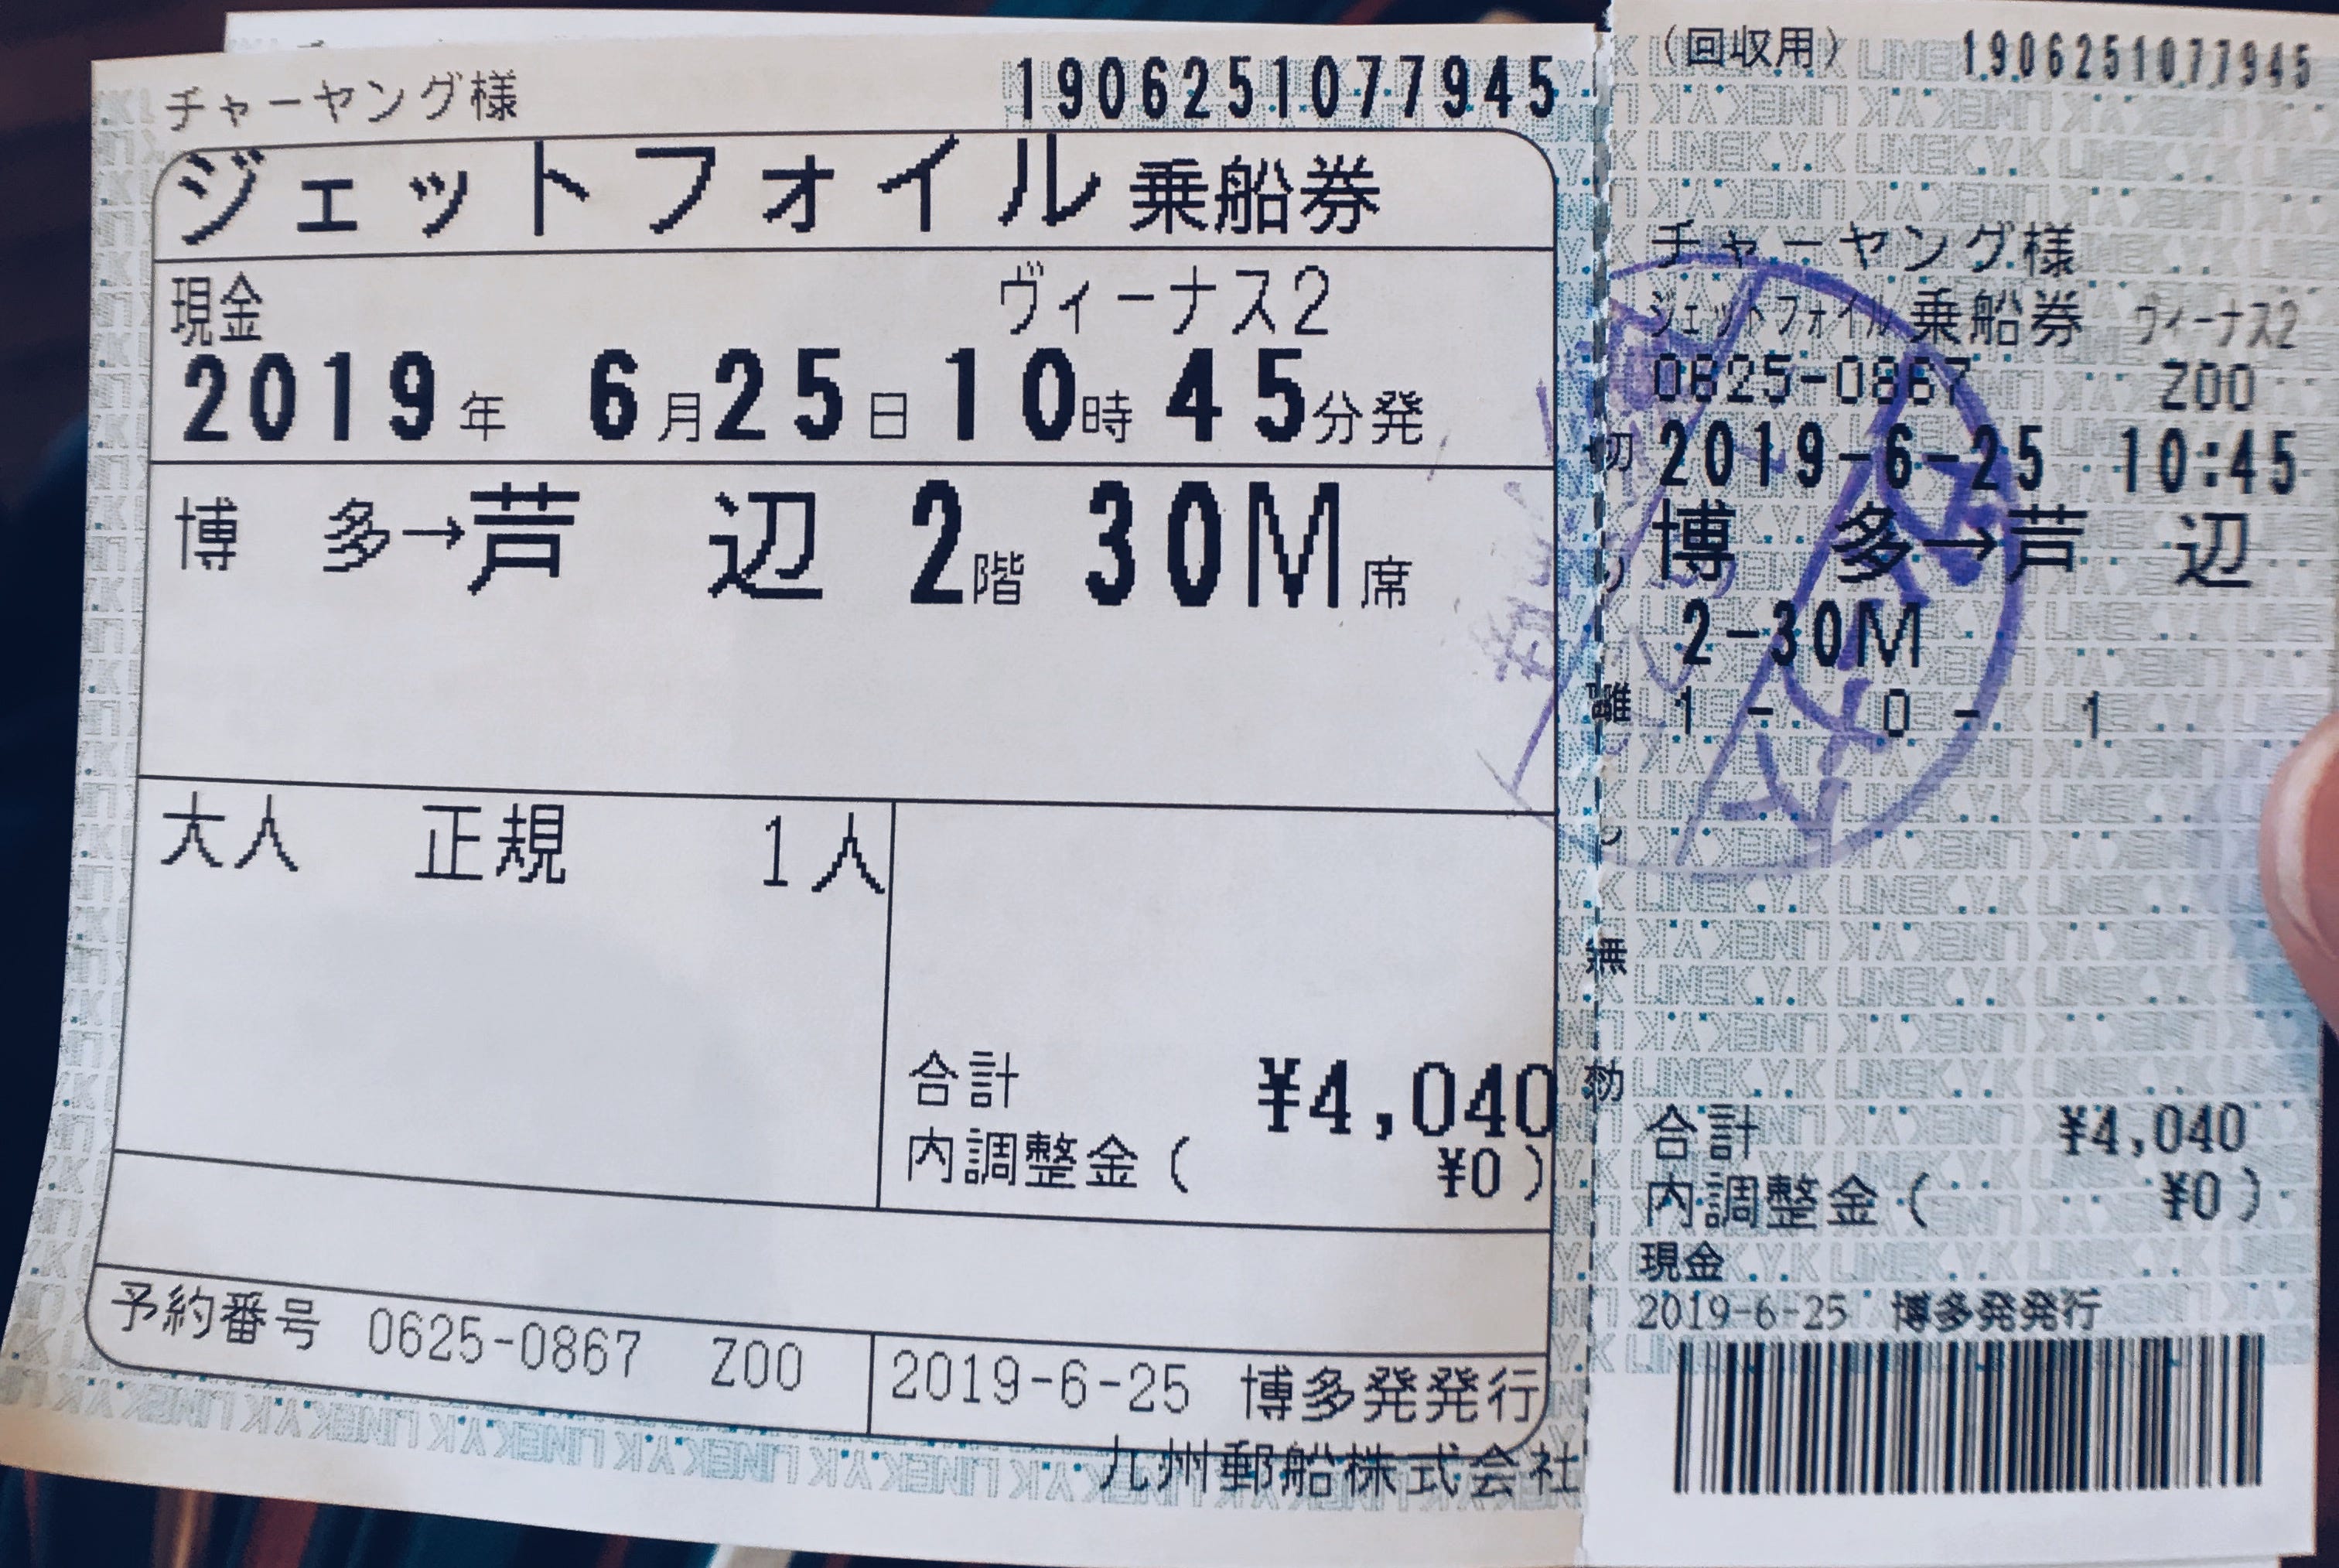 チャーヤング様 1906251077945
ジェットフォイル乗船券
現金 ヴィーナス2
2019年 6月25日10時45分発
博多→芦辺 2階 30M席
大人 正規 1人
合計 ¥4,040
内調整金( ¥0)
予約番号 0625-0867 Z00
2019-6-25 博多発発行
九州郵船株式会社
切り離し無効
(回収用) 1906251077945
チャーヤング様
ジェットフォイル乗船券 ヴィーナス2
0625-0867 Z00
2019-6-25 10:45
博多→芦辺
2-30M
1- 0- 1
合計 ¥4,040
内調整金( ¥0)
現金
2019-6-25 博多発発行